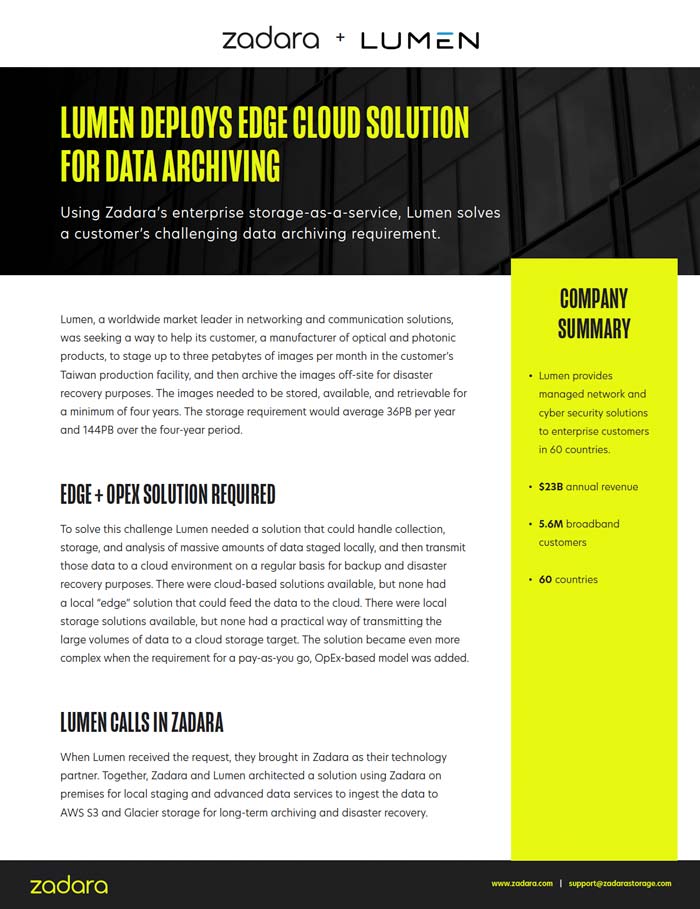 zadara + LUMEN
LUMEN DEPLOYS EDGE CLOUD SOLUTION
FOR DATA ARCHIVING
Using Zadara’s enterprise storage-as-a-service, Lumen solves
a customer’s challenging data archiving requirement.
Lumen, a worldwide market leader in networking and communication solutions,
was seeking a way to help its customer, a manufacturer of optical and photonic
products, to stage up to three petabytes of images per month in the customer’s
Taiwan production facility, and then archive the images off-site for disaster
recovery purposes. The images needed to be stored, available, and retrievable for
a minimum of four years. The storage requirement would average 36PB per year
and 144PB over the four-year period.
EDGE + OPEX SOLUTION REQUIRED
To solve this challenge Lumen needed a solution that could handle collection,
storage, and analysis of massive amounts of data staged locally, and then transmit
those data to a cloud environment on a regular basis for backup and disaster
recovery purposes. There were cloud-based solutions available, but none had
a local “edge” solution that could feed the data to the cloud. There were local
storage solutions available, but none had a practical way of transmitting the
large volumes of data to a cloud storage target. The solution became even more
complex when the requirement for a pay-as-you go, OpEx-based model was added.
LUMEN CALLS IN ZADARA
When Lumen received the request, they brought in Zadara as their technology
partner. Together, Zadara and Lumen architected a solution using Zadara on
premises for local staging and advanced data services to ingest the data to
AWS S3 and Glacier storage for long-term archiving and disaster recovery.
COMPANY
SUMMARY
• Lumen provides
managed network and
cyber security solutions
to enterprise customers
in 60 countries.
• $23B annual revenue
• 5.6M broadband
customers
• 60 countries
zadara
www.zadara.com | support@zadarastorage.com